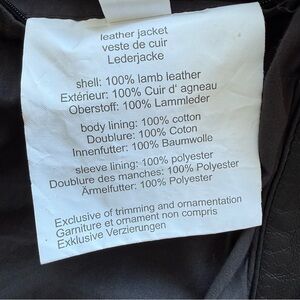 leather jacket
veste de cuir
Lederjacke
shell: 100% lamb leather
Extérieur: 100% Cuir d' agneau
Oberstoff: 100% Lammleder
body lining: 100% cotton
Doublure: 100% Coton
Innenfutter: 100% Baumwolle
sleeve lining: 100% polyester
Doublure des manches: 100% Polyester
Ärmelfutter: 100% Polyester
Exclusive of trimming and ornamentation
Garniture et ornament non compris
Exklusive Verzierungen